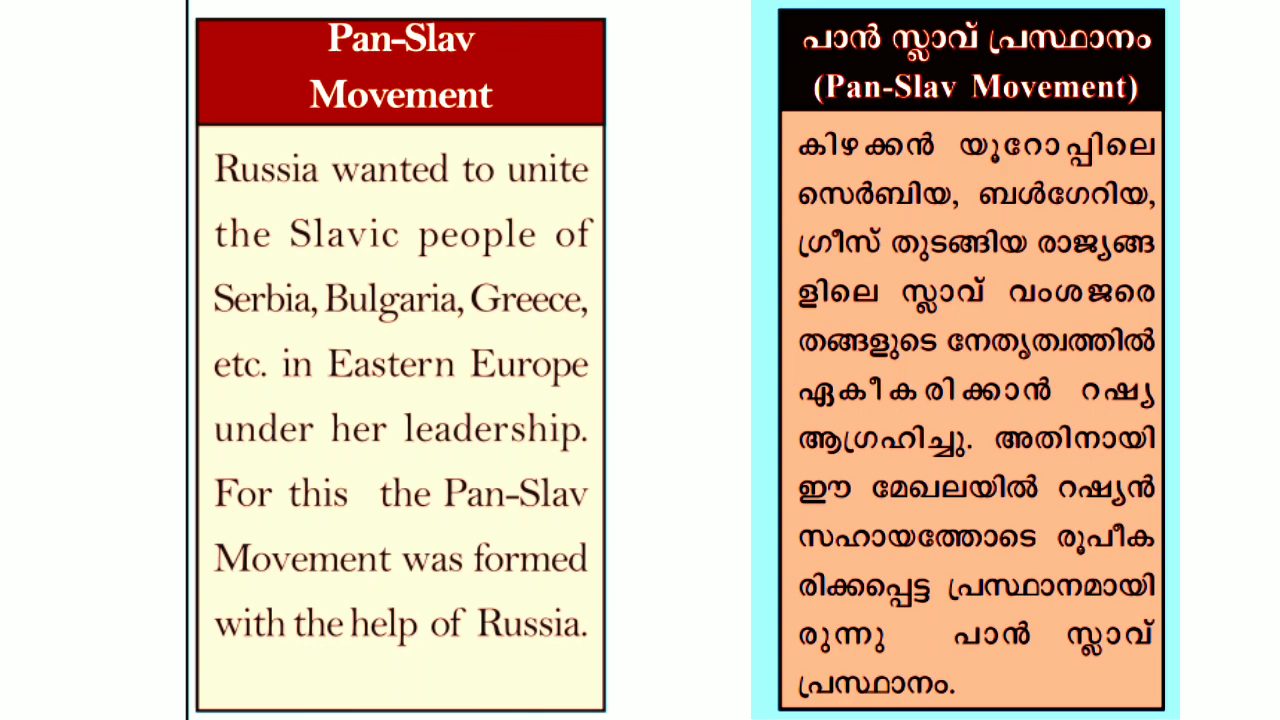 Pan-Slav
Movement
Russia wanted to unite
the Slavic people of
Serbia, Bulgaria, Greece,
etc. in Eastern Europe
under her leadership.
For this the Pan-Slav
Movement was formed
with the help of Russia.
പാൻ സ്ലാവ് പ്രസ്ഥാനം
(Pan-Slav Movement)
കിഴക്കൻ യൂറോപ്പിലെ
സെർബിയ, ബൾഗേറിയ,
ഗ്രീസ് തുടങ്ങിയ രാജ്യങ്ങ
ളിലെ സ്ലാവ് വംശജരെ
തങ്ങളുടെ നേതൃത്വത്തിൽ
ഏകീകരിക്കാൻ റഷ്യ
ആഗ്രഹിച്ചു. അതിനായി
ഈ മേഖലയിൽ റഷ്യൻ
സഹായത്തോടെ രൂപീക
രിക്കപ്പെട്ട പ്രസ്ഥാനമായി
രുന്നു പാൻ സ്ലാവ്
പ്രസ്ഥാനം.